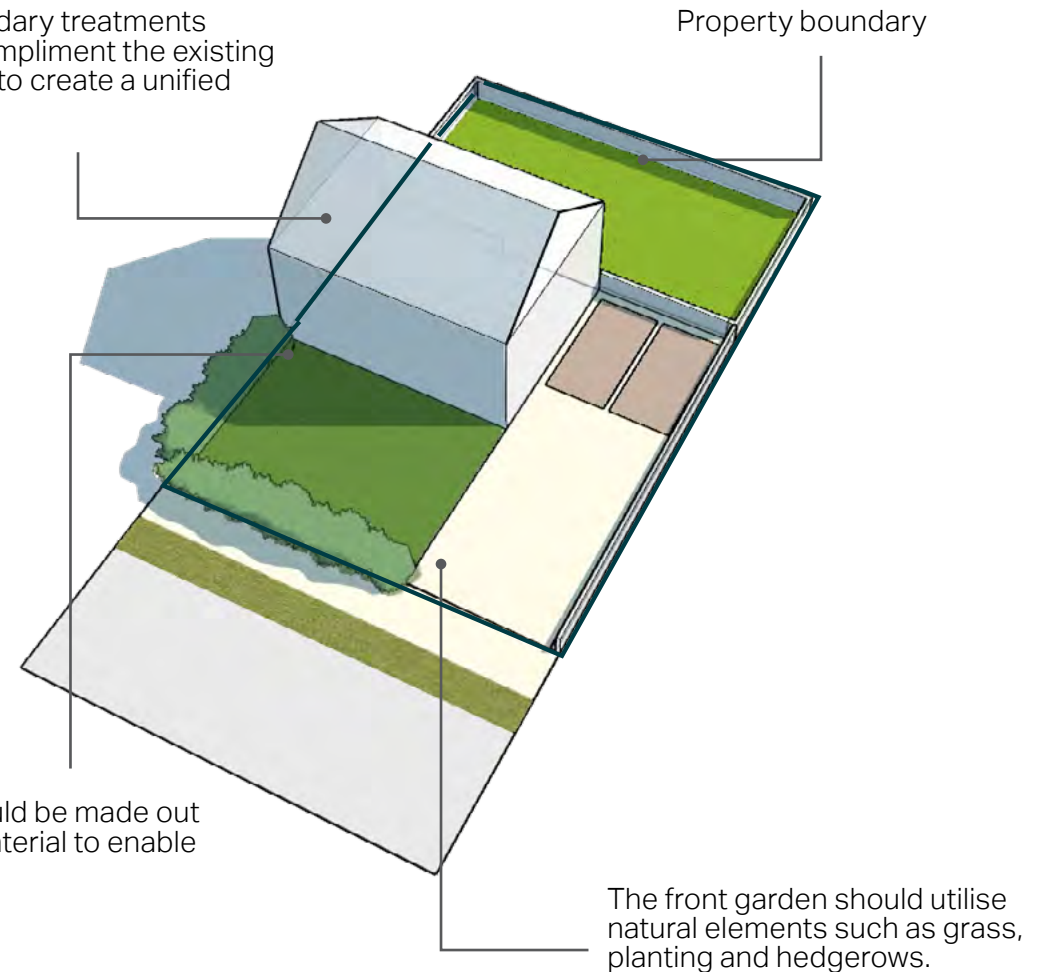 dary treatments
mpliment the existing
to create a unified
Property boundary
uld be made out
aterial to enable
The front garden should utilise
natural elements such as grass,
planting and hedgerows.